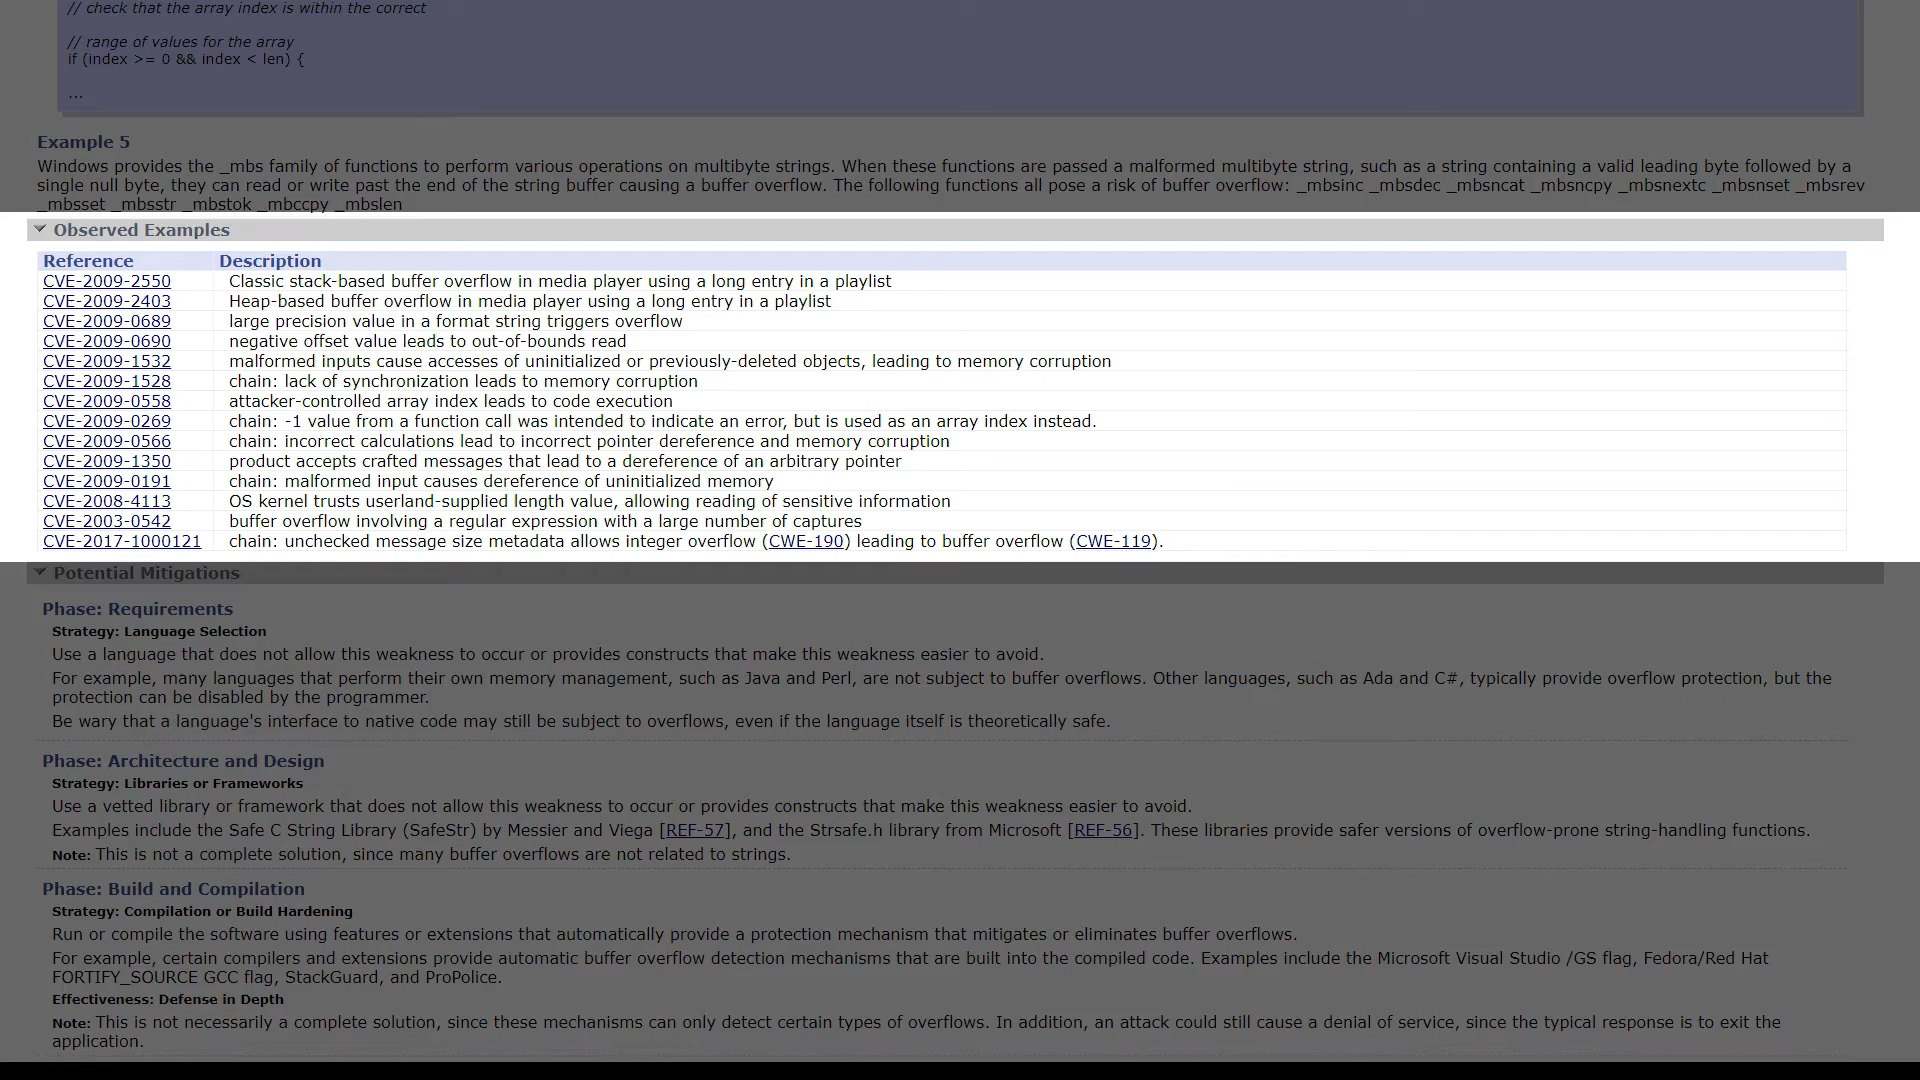 // check that the array index is within the correct
// range of values for the array
if (index >= 0 && index < len) {
...
Example 5
Windows provides the _mbs family of functions to perform various operations on multibyte strings. When these functions are passed a malformed multibyte string, such as a string containing a valid leading byte followed by a
single null byte, they can read or write past the end of the string buffer causing a buffer overflow. The following functions all pose a risk of buffer overflow: _mbsinc _mbsdec _mbsncat _mbsncpy _mbsnextc _mbsnset _mbsrev
_mbsset _mbsstr _mbstok _mbccpy _mbslen
Observed Examples
Reference Description
CVE-2009-2550 Classic stack-based buffer overflow in media player using a long entry in a playlist
CVE-2009-2403 Heap-based buffer overflow in media player using a long entry in a playlist
CVE-2009-0689 large precision value in a format string triggers overflow
CVE-2009-0690 negative offset value leads to out-of-bounds read
CVE-2009-1532 malformed inputs cause accesses of uninitialized or previously-deleted objects, leading to memory corruption
CVE-2009-1528 chain: lack of synchronization leads to memory corruption
CVE-2009-0558 attacker-controlled array index leads to code execution
CVE-2009-0269 chain: -1 value from a function call was intended to indicate an error, but is used as an array index instead.
CVE-2009-0566 chain: incorrect calculations lead to incorrect pointer dereference and memory corruption
CVE-2009-1350 product accepts crafted messages that lead to a dereference of an arbitrary pointer
CVE-2009-0191 chain: malformed input causes dereference of uninitialized memory
CVE-2008-4113 OS kernel trusts userland-supplied length value, allowing reading of sensitive information
CVE-2003-0542 buffer overflow involving a regular expression with a large number of captures
CVE-2017-1000121 chain: unchecked message size metadata allows integer overflow (CWE-190) leading to buffer overflow (CWE-119).
Potential Mitigations
Phase: Requirements
Strategy: Language Selection
Use a language that does not allow this weakness to occur or provides constructs that make this weakness easier to avoid.
For example, many languages that perform their own memory management, such as Java and Perl, are not subject to buffer overflows. Other languages, such as Ada and C#, typically provide overflow protection, but the
protection can be disabled by the programmer.
Be wary that a language's interface to native code may still be subject to overflows, even if the language itself is theoretically safe.
Phase: Architecture and Design
Strategy: Libraries or Frameworks
Use a vetted library or framework that does not allow this weakness to occur or provides constructs that make this weakness easier to avoid.
Examples include the Safe C String Library (SafeStr) by Messier and Viega [REF-57], and the Strsafe.h library from Microsoft [REF-56]. These libraries provide safer versions of overflow-prone string-handling functions.
Note: This is not a complete solution, since many buffer overflows are not related to strings.
Phase: Build and Compilation
Strategy: Compilation or Build Hardening
Run or compile the software using features or extensions that automatically provide a protection mechanism that mitigates or eliminates buffer overflows.
For example, certain compilers and extensions provide automatic buffer overflow detection mechanisms that are built into the compiled code. Examples include the Microsoft Visual Studio /GS flag, Fedora/Red Hat
FORTIFY_SOURCE GCC flag, StackGuard, and ProPolice.
Effectiveness: Defense in Depth
Note: This is not necessarily a complete solution, since these mechanisms can only detect certain types of overflows. In addition, an attack could still cause a denial of service, since the typical response is to exit the
application.